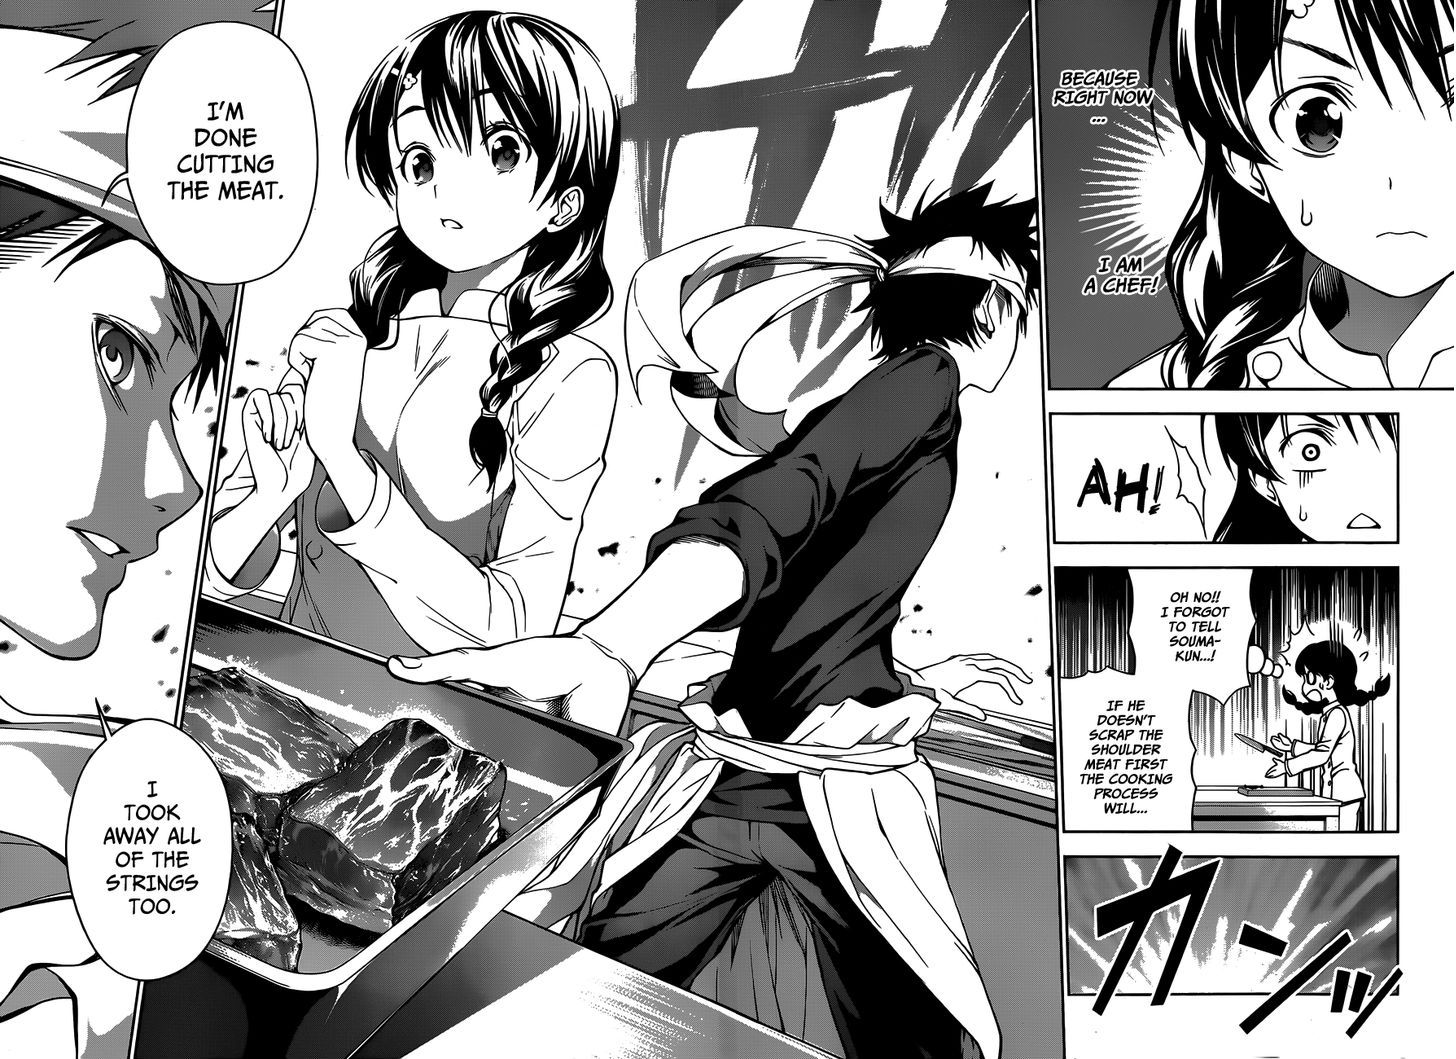 BECAUSE
RIGHT NOW
...
I AM
A CHEF!
AH!
OH NO!!
I FORGOT
TO TELL
SOUMA-
KUN...!
IF HE
DOESN'T
SCRAP THE
SHOULDER
MEAT FIRST
THE COOKING
PROCESS
WILL...
カンッ
I'M
DONE
CUTTING
THE MEAT.
I
TOOK
AWAY ALL
OF THE
STRINGS
TOO.